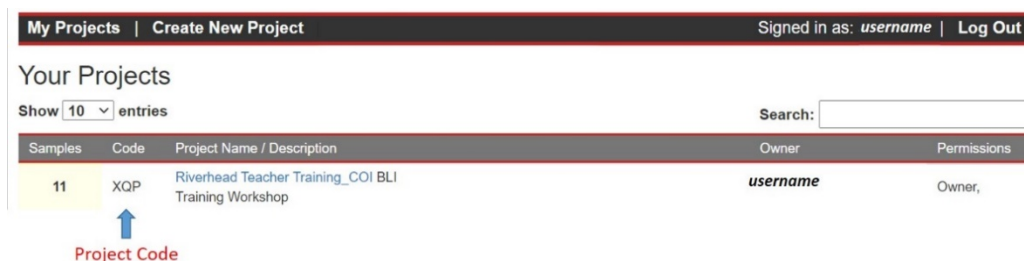 My Projects | Create New Project Signed in as: username | Log Out
Your Projects
Show 10 entries Search:
Samples Code Project Name / Description Owner Permissions
11 XQP Riverhead Teacher Training_COI BLI username Owner,
Training Workshop
Project Code